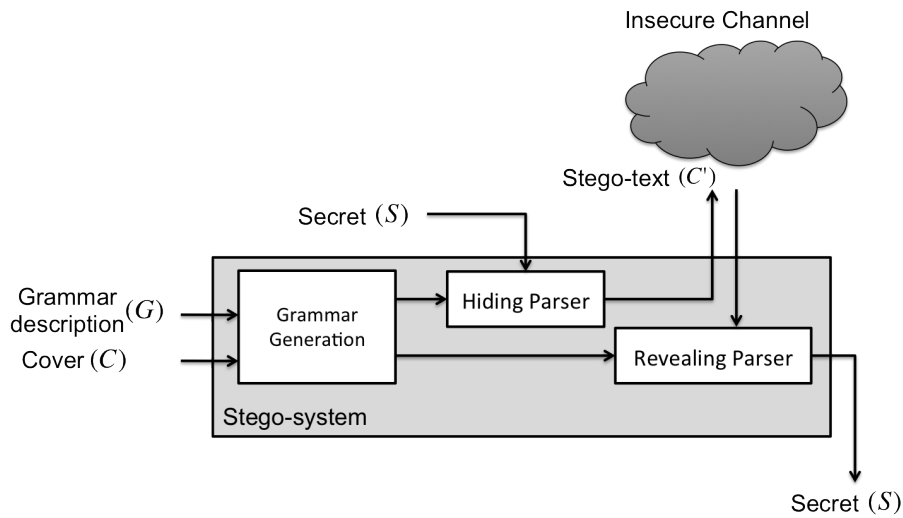 Insecure Channel
Stego-text (C')
Secret (S)
Grammar
description (G)
Cover (C)
Grammar
Generation
Hiding Parser
Revealing Parser
Stego-system
Secret (S)